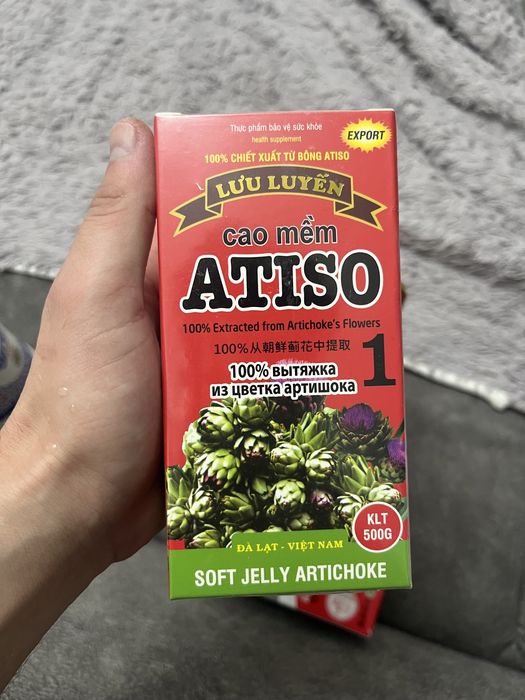 Thực phẩm bảo vệ sức khỏe
health supplement
EXPORT
100% CHIẾT XUẤT TỪ BÔNG ATISO
LƯU LUYẾN
cao mềm
ATISO
100% Extracted from Artichoke's Flowers
100%从朝鲜蓟花中提取
1
100% вытяжка
из цветка артишока
KLT
500G
ĐÀ LẠT - VIỆT NAM
SOFT JELLY ARTICHOKE